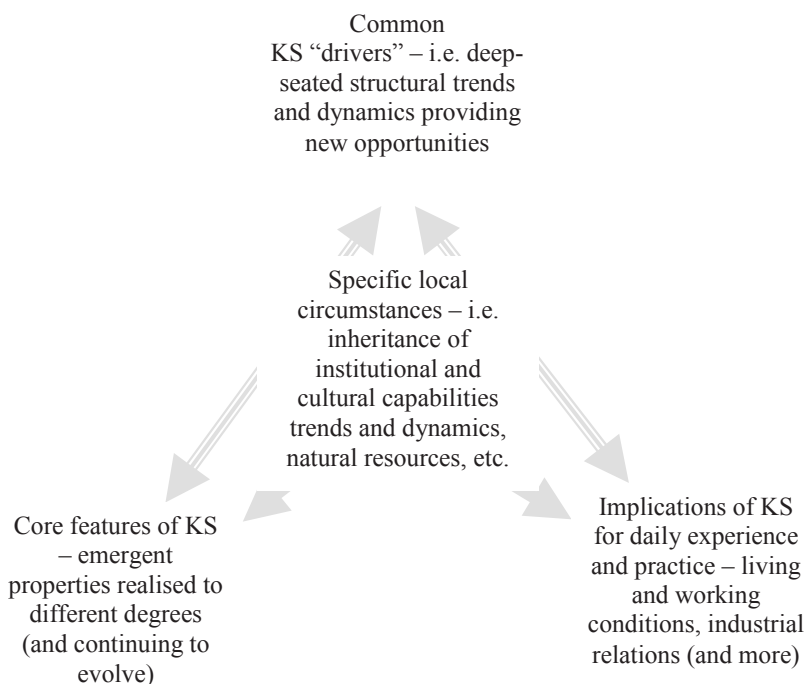 Common
KS “drivers” – i.e. deep-
seated structural trends
and dynamics providing
new opportunities
Specific local
circumstances – i.e.
inheritance of
institutional and
cultural capabilities
trends and dynamics,
natural resources, etc.
Core features of KS
– emergent
properties realised to
different degrees
(and continuing to
evolve)
Implications of KS
for daily experience
and practice – living
and working
conditions, industrial
relations (and more)